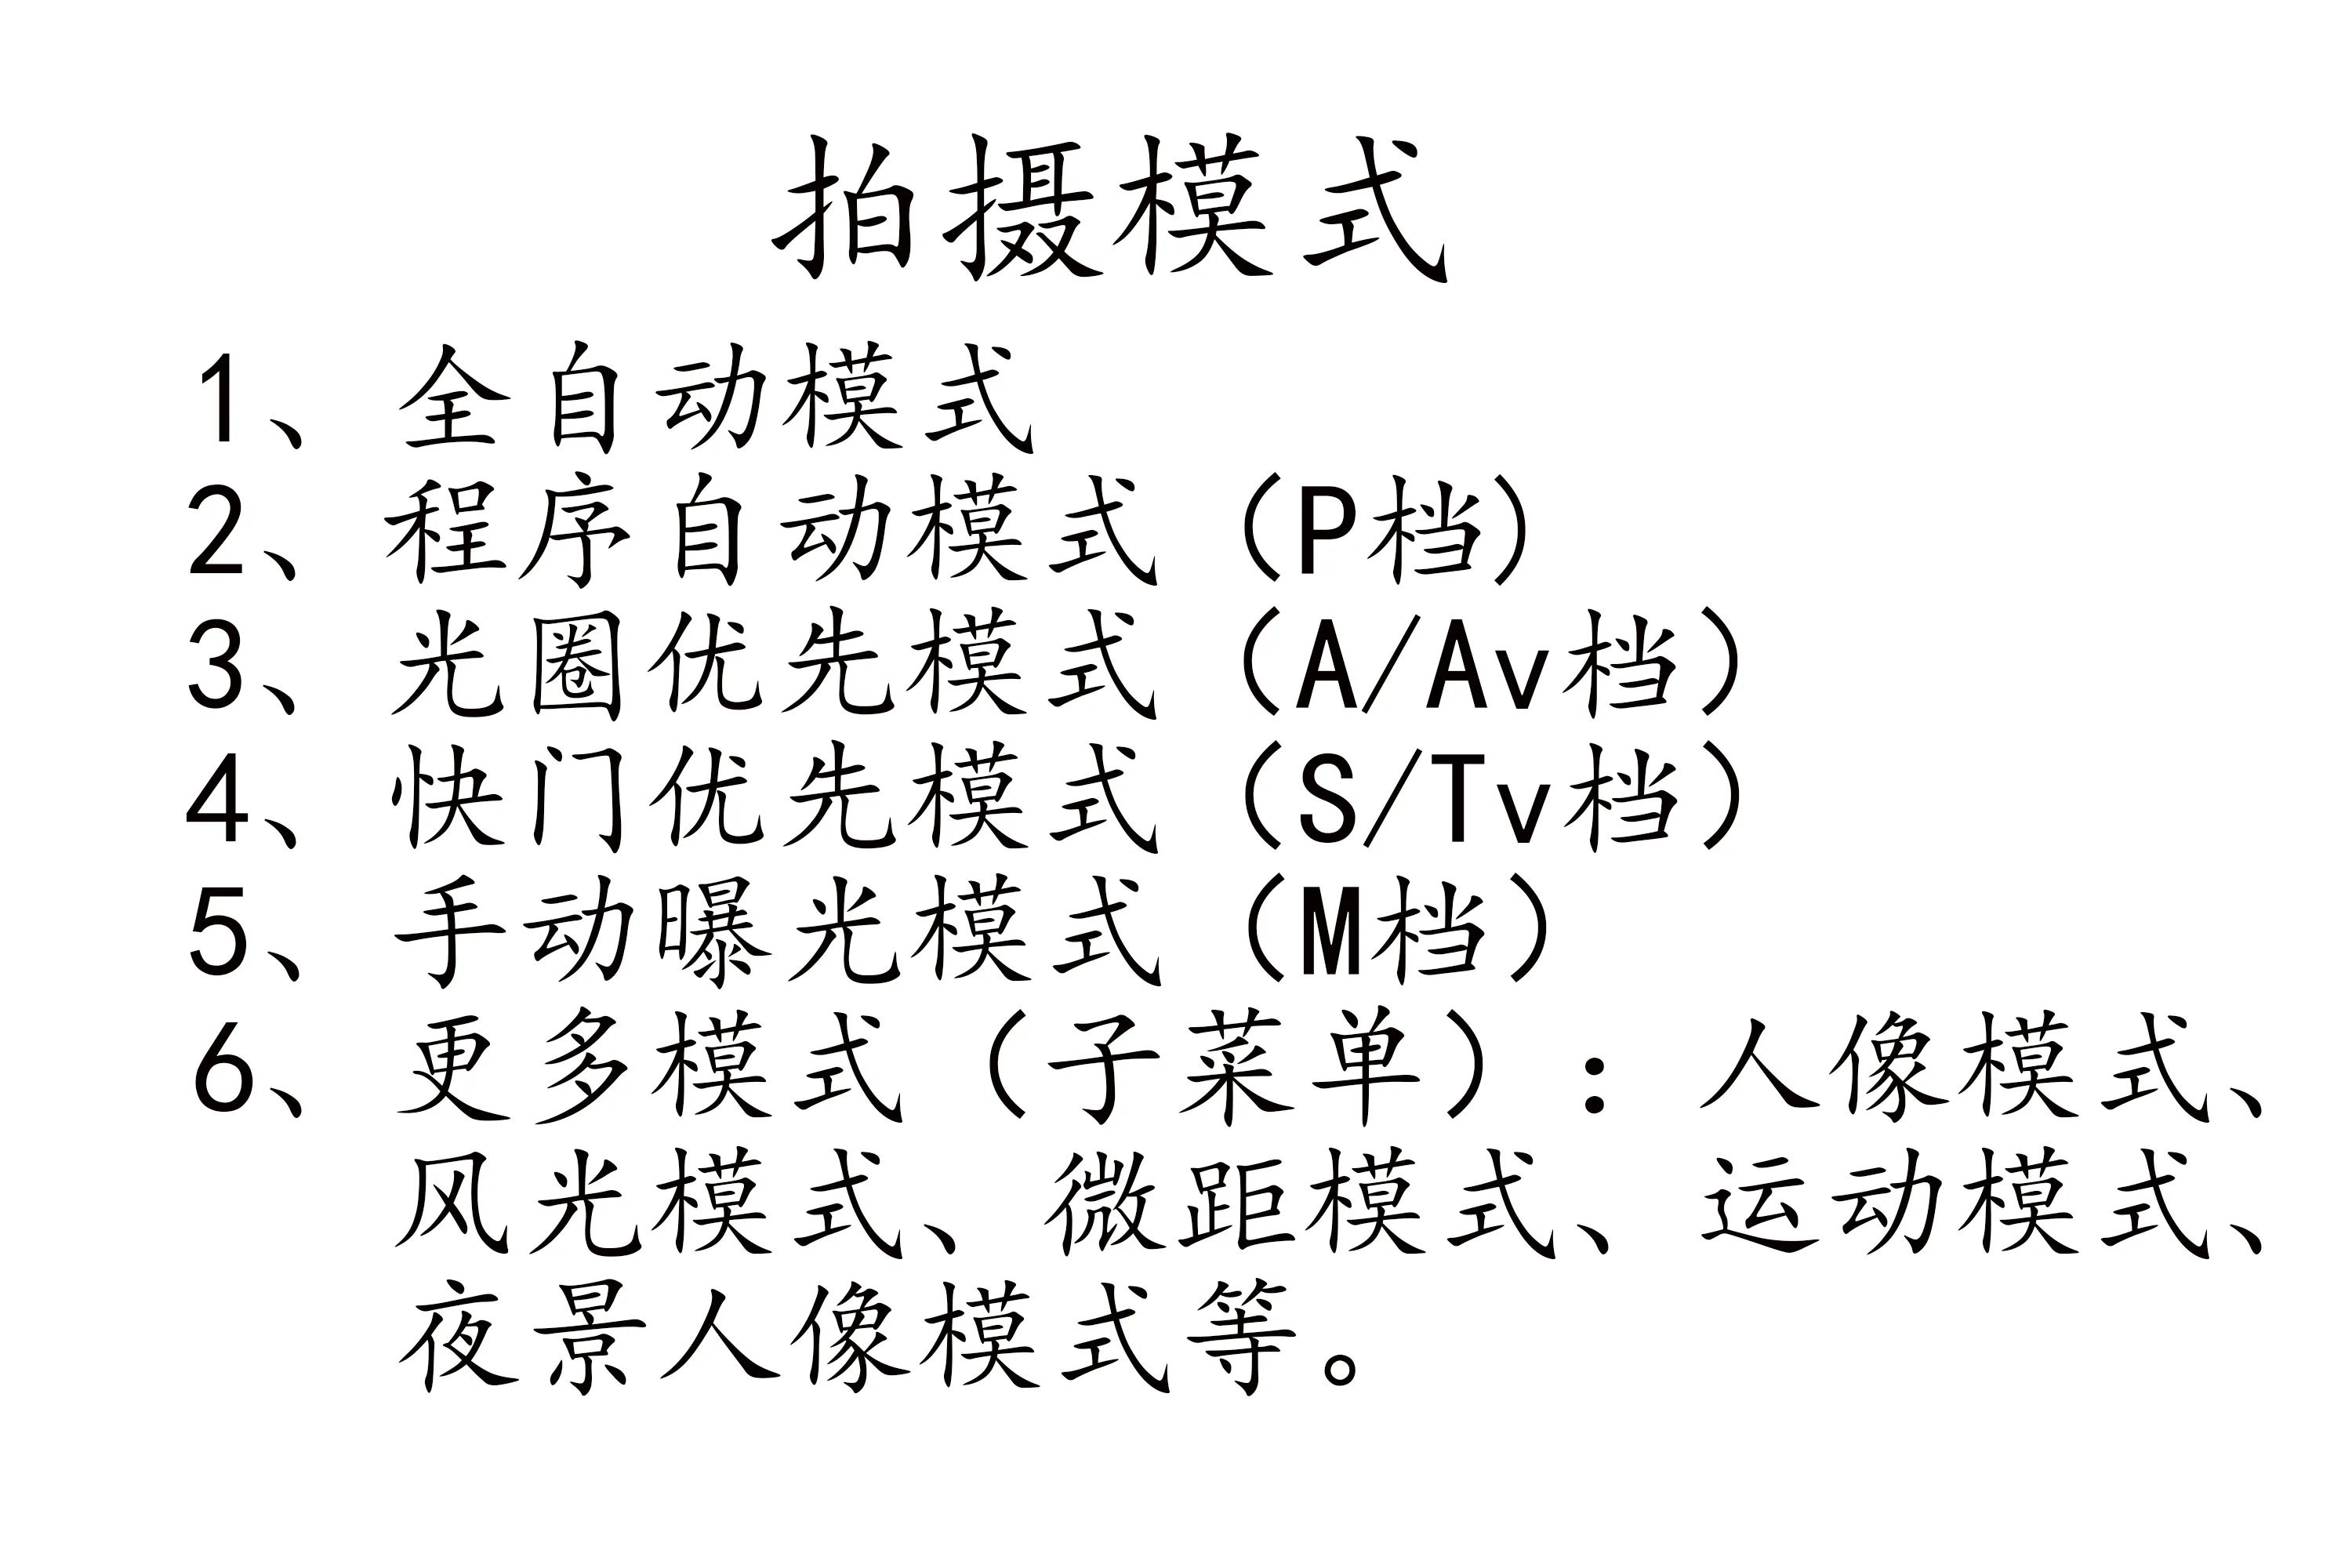 拍摄模式
1、全自动模式
2、程序自动模式（P档）
3、光圈优先模式（A/Av档）
4、快门优先模式（S/Tv档）
5、手动曝光模式（M档）
6、更多模式（子菜单）：人像模式、
风光模式、微距模式、运动模式、
夜景人像模式等。